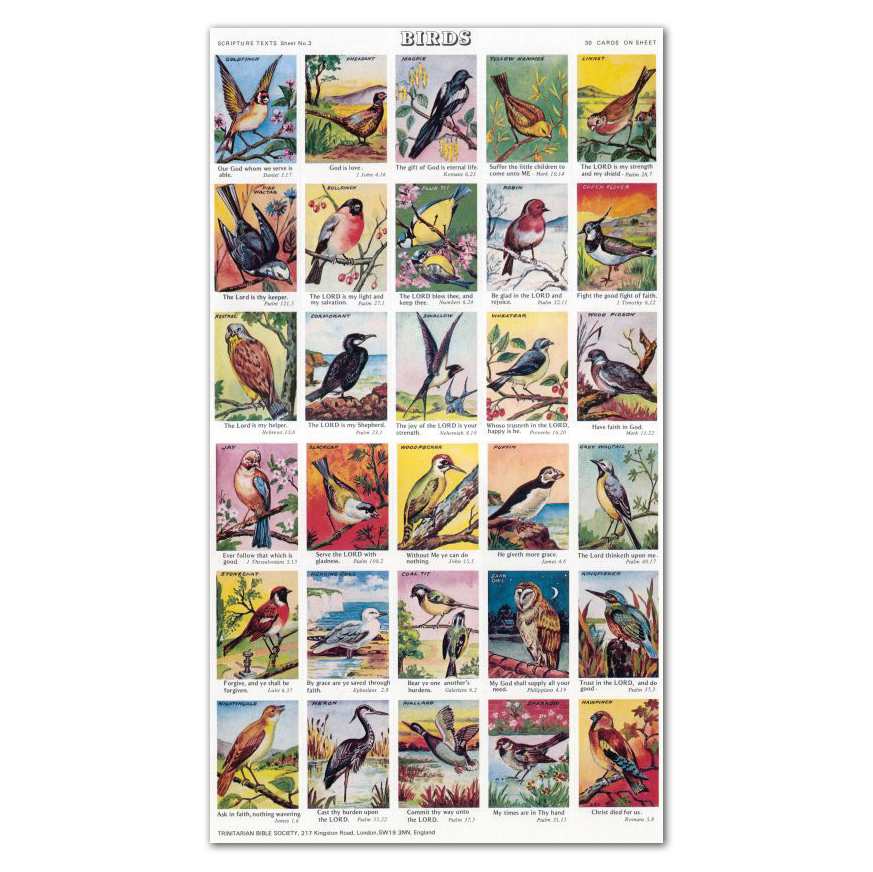 SCRIPTURE TEXTS Sheet No.3
BIRDS
30 CARDS ON SHEET
GOLDFINCH
Our God whom we serve is
able. Daniel 3,17
PHEASANT
God is love.
1 John 4,16
MAGPIE
The gift of God is eternal life.
Romans 6,23
YELLOW HAMMER
Suffer the little children to
come unto ME - Mark 10,14
LINNET
The LORD is my strength
and my shield - Psalm 28,7
PIED
WAGTAIL
The Lord is thy keeper.
Psalm 121,5
BULLFINCH
The LORD is my light and
my salvation. Psalm 27,1
BLUE TIT
The LORD bless thee, and
keep thee. Numbers 6,24
ROBIN
Be glad in the LORD and
rejoice. Psalm 32,11
GREEN PLOVER
Fight the good fight of faith.
1 Timothy 6,12
KESTREL
The Lord is my helper.
Hebrews 13,6
CORMORANT
The LORD is my Shepherd.
Psalm 23,1
SWALLOW
The joy of the LORD is your
strength. Nehemiah 8,10
WHEATEAR
Whoso trusteth in the LORD,
happy is he. Proverbs 16,20
WOOD PIGEON
Have faith in God.
Mark 11,22
JAY
Ever follow that which is
good. 1 Thessalonians 5,15
BLACKCAP
Serve the LORD with
gladness. Psalm 100,2
WOODPECKER
Without Me ye can do
nothing. John 15,5
PUFFIN
He giveth more grace.
James 4,6
GREY WAGTAIL
The Lord thinketh upon me.
Psalm 40,17
STONECHAT
Forgive, and ye shall be
forgiven. Luke 6,37
HERRING GULL
By grace are ye saved through
faith. Ephesians 2,8
COAL TIT
Bear ye one another's
burdens. Galatians 6,2
BARN
OWL
My God shall supply all your
need. Philippians 4,19
KINGFISHER
Trust in the LORD, and do
good - Psalm 37,3
NIGHTINGALE
Ask in faith, nothing wavering
James 1,6
HERON
Cast thy burden upon
the LORD. Psalm 55,22
MALLARD
Commit thy way unto
the LORD. Psalm 37,5
SPARROW
My times are in Thy hand
Psalm 31,15
HAWFINCH
Christ died for us.
Romans 5,8
TRINITARIAN BIBLE SOCIETY, 217 Kingston Road, London,SW19 3NN, England